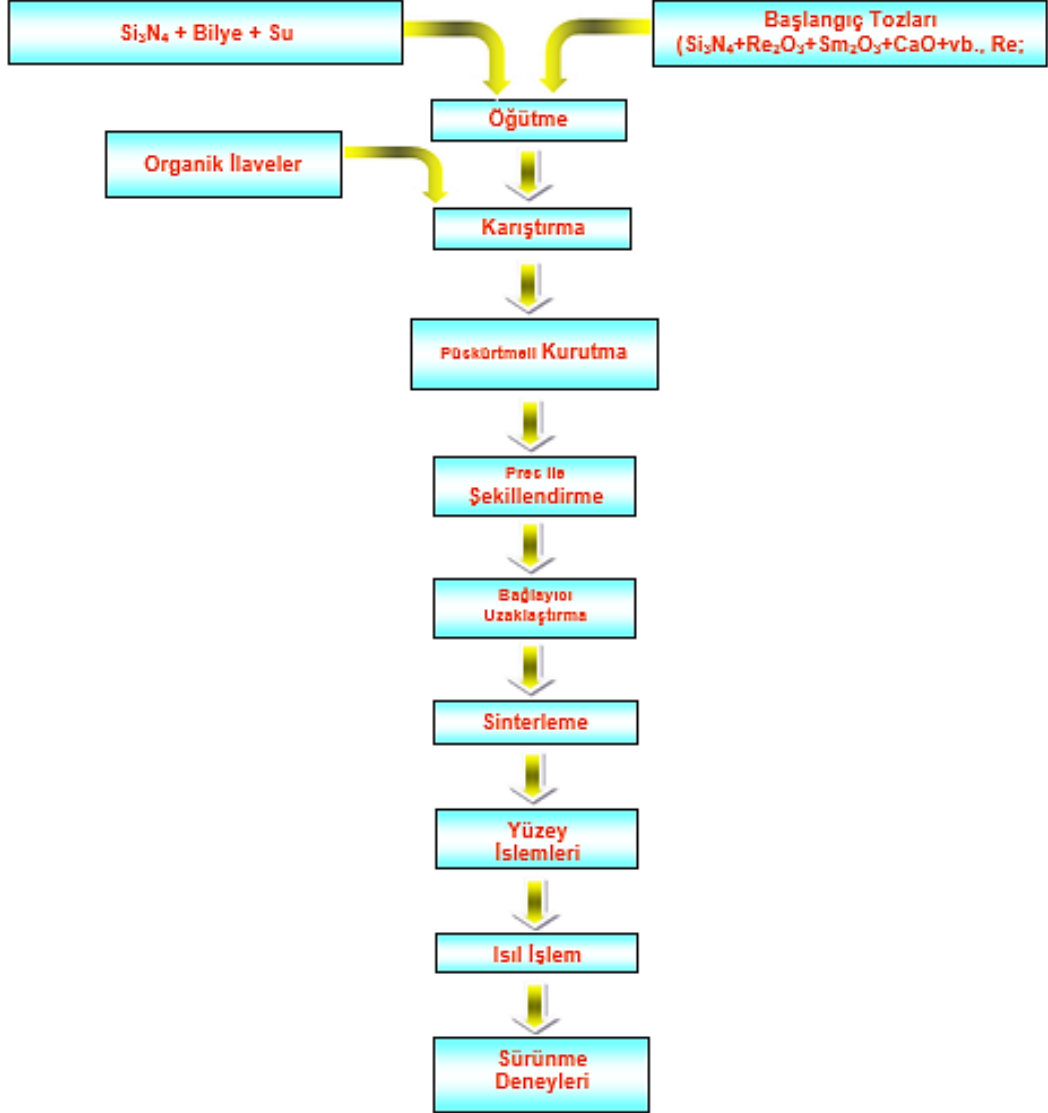 Si₃N₄ + Bilye + Su
Başlangıç Tozları
(Si₃N₄+Re₂O₃+Sm₂O₃+CaO+vb., Re;
Öğütme
Organik İlaveler
Karıştırma
Püskürtmeli Kurutma
Pres ile
Şekillendirme
Bağlayıcı
Uzaklaştırma
Sinterleme
Yüzey
İslemleri
Isıl İşlem
Sürünme
Deneyleri